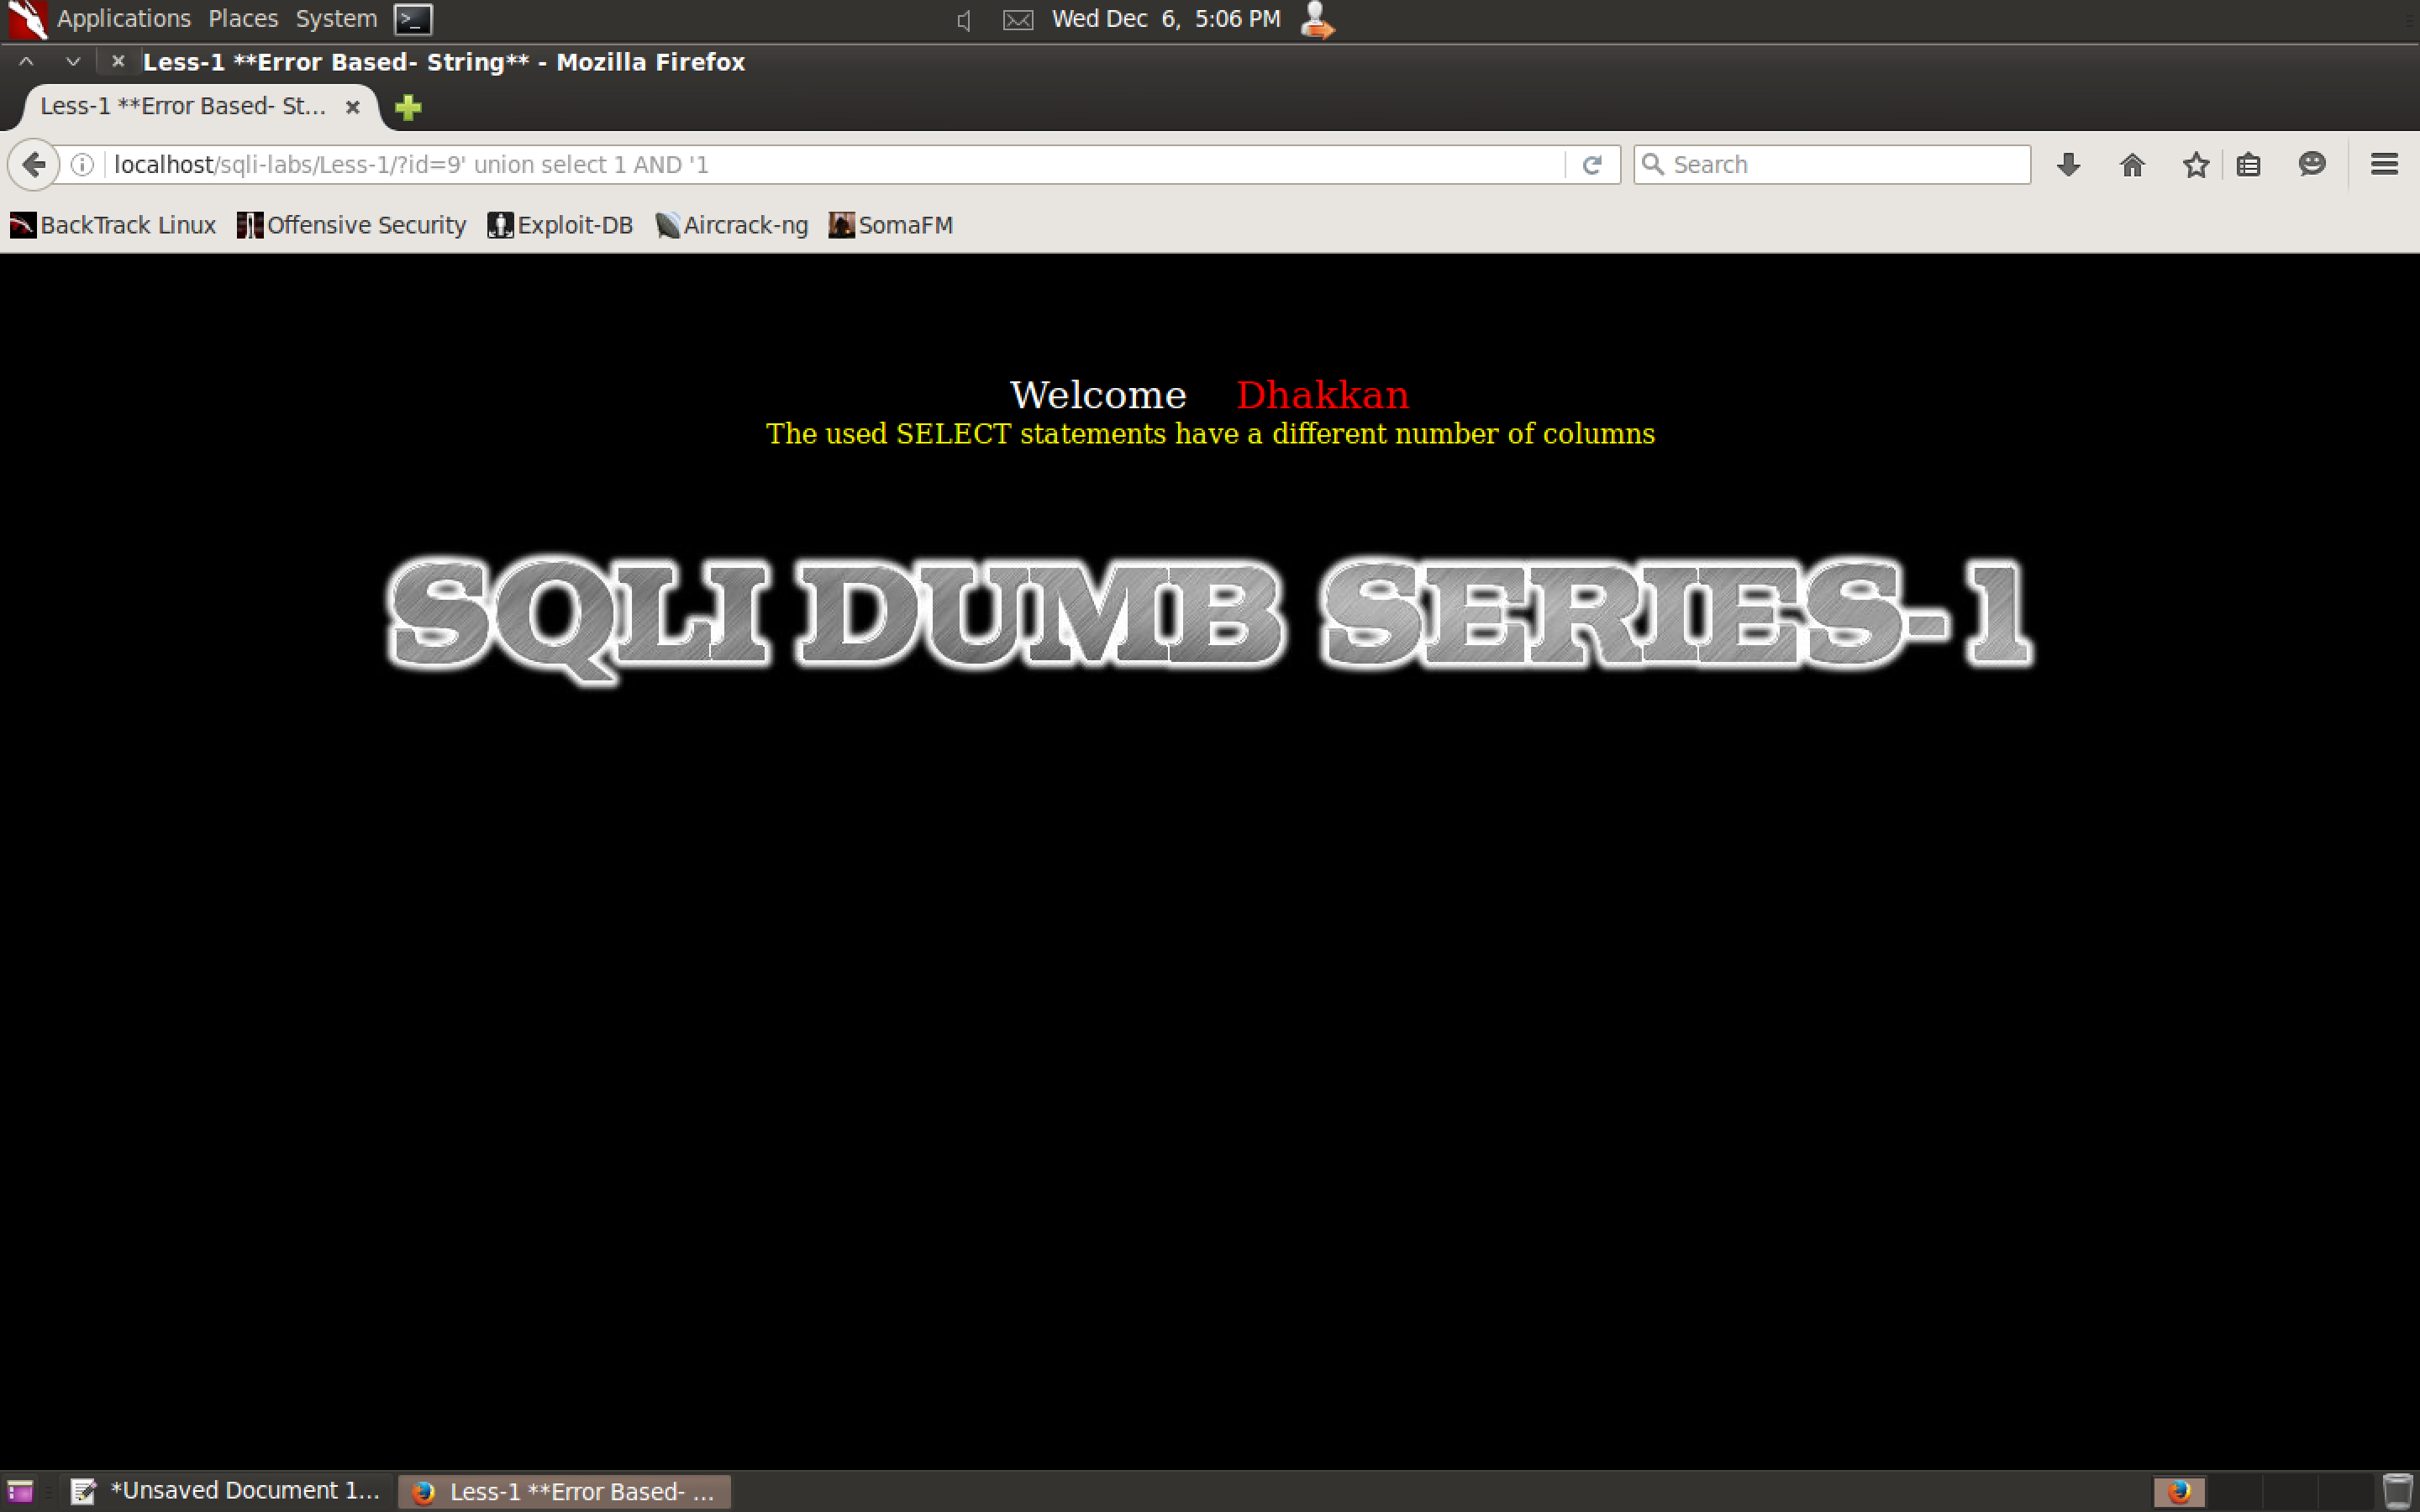 Applications Places System Wed Dec 6, 5:06 PM
Less-1 **Error Based- String** - Mozilla Firefox
Less-1 **Error Based- St...
localhost/sqli-labs/Less-1/?id=9' union select 1 AND '1 Search
BackTrack Linux Offensive Security Exploit-DB Aircrack-ng SomaFM
Welcome Dhakkan
The used SELECT statements have a different number of columns
SQLI DUMB SERIES-1
*Unsaved Document 1... Less-1 **Error Based- ...